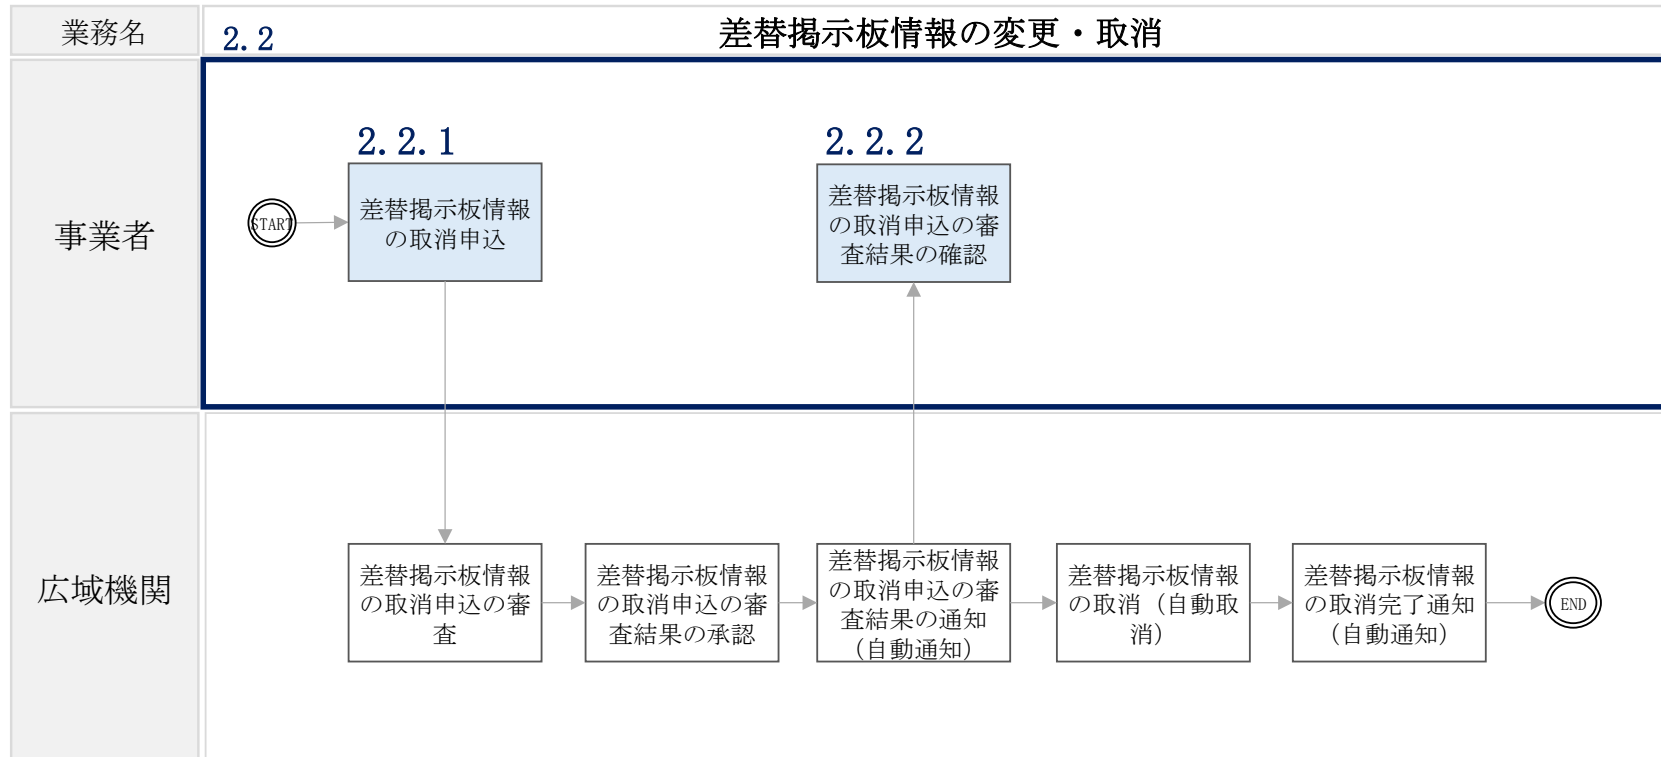 業務名
2.2
差替掲示板情報の変更・取消
事業者
START
2.2.1
差替掲示板情報
の取消申込
2.2.2
差替掲示板情報
の取消申込の審
査結果の確認
広域機関
差替掲示板情報
の取消申込の審
査
差替掲示板情報
の取消申込の審
査結果の承認
差替掲示板情報
の取消申込の審
査結果の通知
（自動通知）
差替掲示板情報
の取消（自動取
消）
差替掲示板情報
の取消完了通知
（自動通知）
END